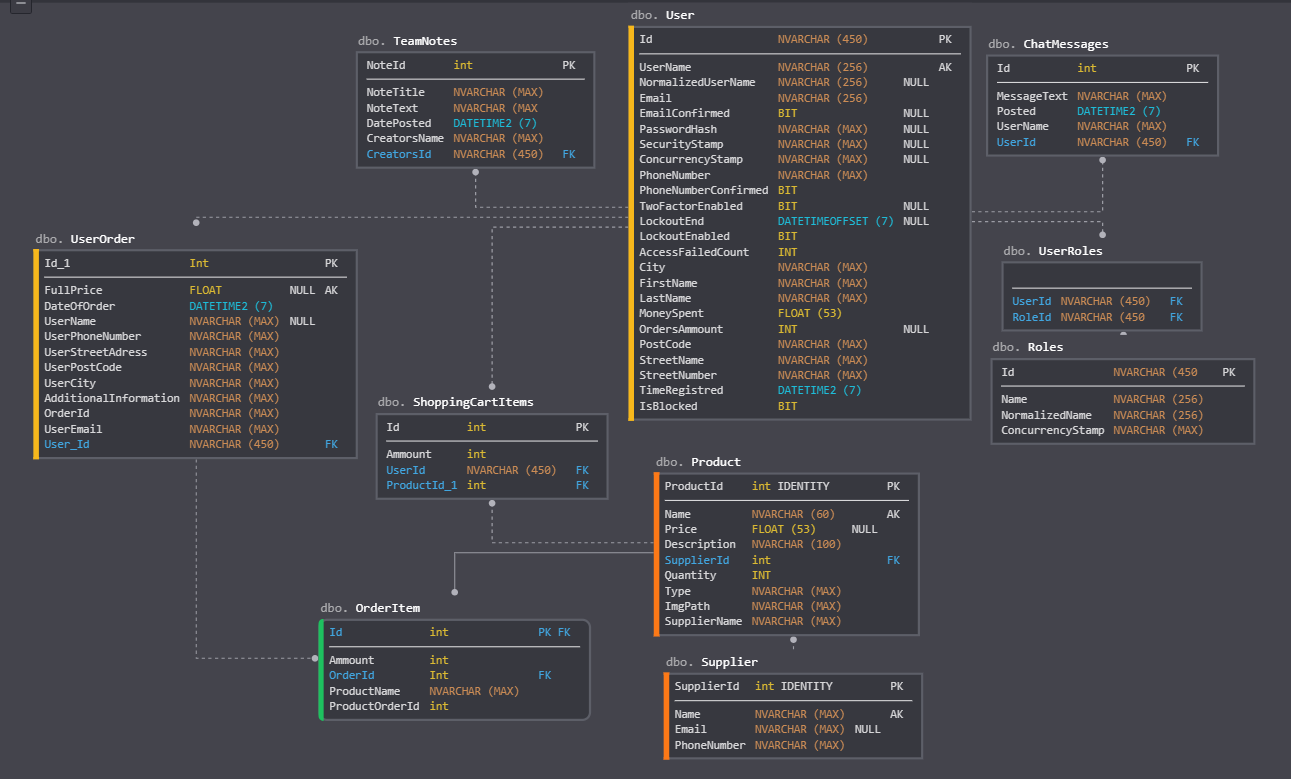 dbo. TeamNotes
NoteId int PK
NoteTitle NVARCHAR (MAX)
NoteText NVARCHAR (MAX
DatePosted DATETIME2 (7)
CreatorsName NVARCHAR (MAX)
CreatorsId NVARCHAR (450) FK
dbo. User
Id NVARCHAR (450) PK
UserName NVARCHAR (256) AK
NormalizedUserName NVARCHAR (256) NULL
Email NVARCHAR (256)
EmailConfirmed BIT NULL
PasswordHash NVARCHAR (MAX) NULL
SecurityStamp NVARCHAR (MAX) NULL
ConcurrencyStamp NVARCHAR (MAX) NULL
PhoneNumber NVARCHAR (MAX)
PhoneNumberConfirmed BIT
TwoFactorEnabled BIT NULL
LockoutEnd DATETIMEOFFSET (7) NULL
LockoutEnabled BIT
AccessFailedCount INT
City NVARCHAR (MAX)
FirstName NVARCHAR (MAX)
LastName NVARCHAR (MAX)
MoneySpent FLOAT (53)
OrdersAmmount INT NULL
PostCode NVARCHAR (MAX)
StreetName NVARCHAR (MAX)
StreetNumber NVARCHAR (MAX)
TimeRegistred DATETIME2 (7)
IsBlocked BIT
dbo. ChatMessages
Id int PK
MessageText NVARCHAR (MAX)
Posted DATETIME2 (7)
UserName NVARCHAR (MAX)
UserId NVARCHAR (450) FK
dbo. UserOrder
Id_1 Int PK
FullPrice FLOAT NULL AK
DateOfOrder DATETIME2 (7)
UserName NVARCHAR (MAX) NULL
UserPhoneNumber NVARCHAR (MAX)
UserStreetAdress NVARCHAR (MAX)
UserPostCode NVARCHAR (MAX)
UserCity NVARCHAR (MAX)
AdditionalInformation NVARCHAR (MAX)
OrderId NVARCHAR (MAX)
UserEmail NVARCHAR (MAX)
User_Id NVARCHAR (450) FK
dbo. UserRoles
UserId NVARCHAR (450) FK
RoleId NVARCHAR (450 FK
dbo. Roles
Id NVARCHAR (450 PK
Name NVARCHAR (256)
NormalizedName NVARCHAR (256)
ConcurrencyStamp NVARCHAR (MAX)
dbo. ShoppingCartItems
Id int PK
Ammount int
UserId NVARCHAR (450) FK
ProductId_1 int FK
dbo. Product
ProductId int IDENTITY PK
Name NVARCHAR (60) AK
Price FLOAT (53) NULL
Description NVARCHAR (100)
SupplierId int FK
Quantity INT
Type NVARCHAR (MAX)
ImgPath NVARCHAR (MAX)
SupplierName NVARCHAR (MAX)
dbo. OrderItem
Id int PK FK
Ammount int
OrderId Int FK
ProductName NVARCHAR (MAX)
ProductOrderId int
dbo. Supplier
SupplierId int IDENTITY PK
Name NVARCHAR (MAX) AK
Email NVARCHAR (MAX) NULL
PhoneNumber NVARCHAR (MAX)